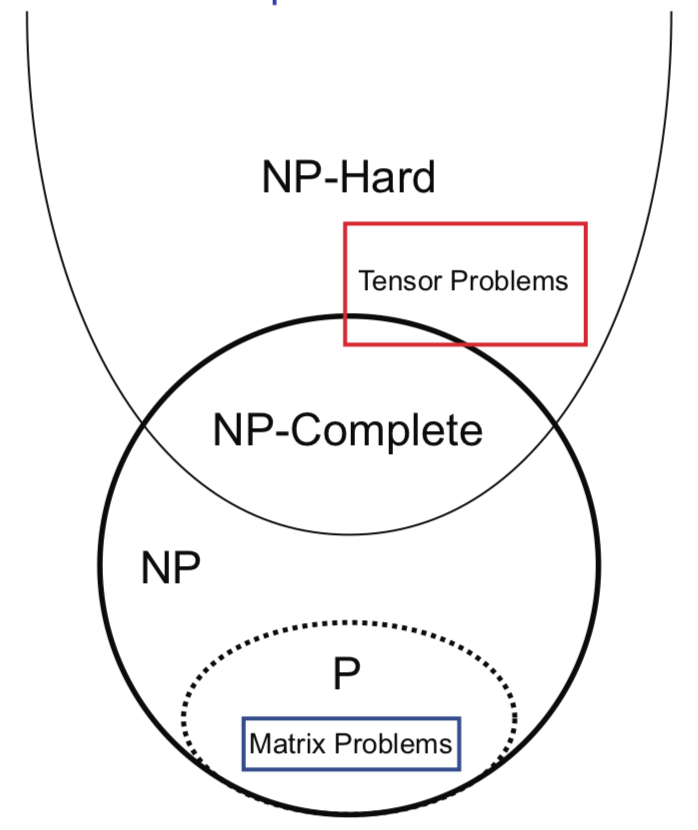 NP-Hard
Tensor Problems
NP-Complete
NP
P
Matrix Problems